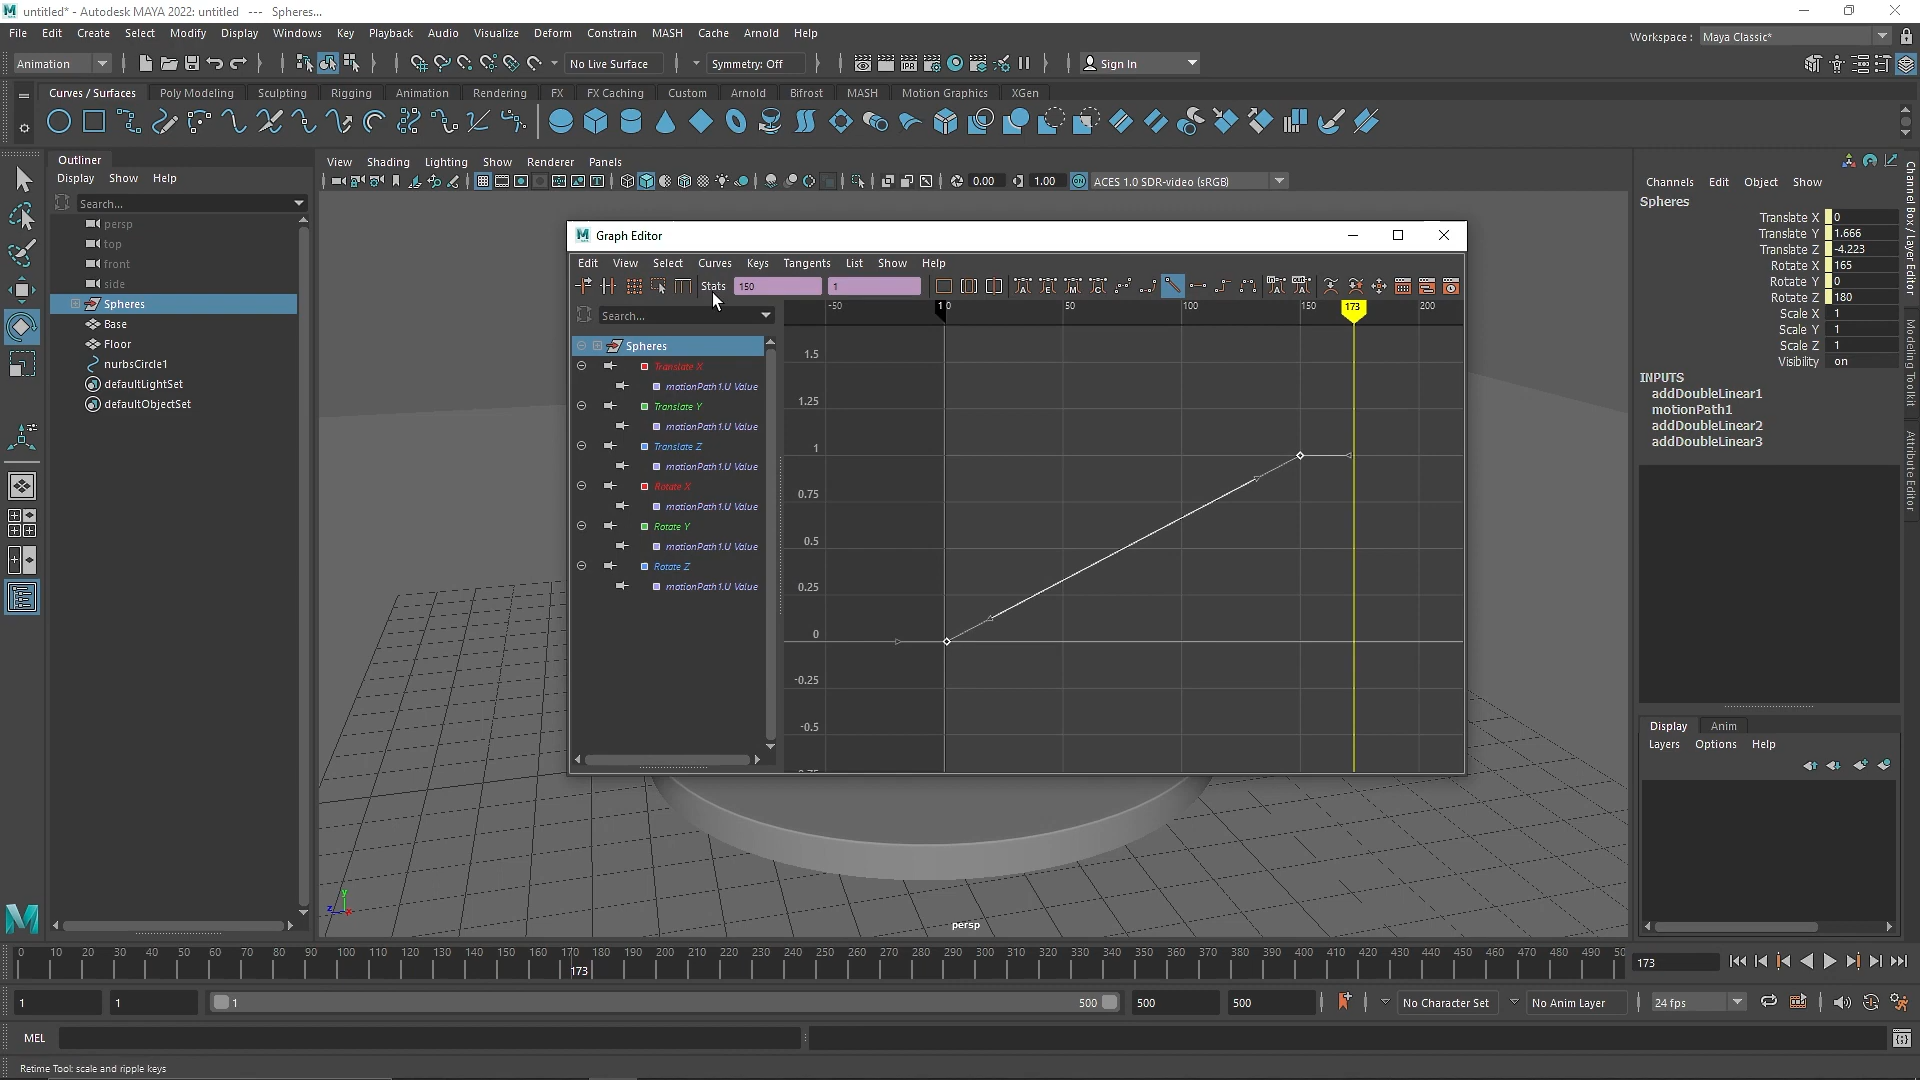 untitled* - Autodesk MAYA 2022: untitled --- Spheres...
File Edit Create Select Modify Display Windows Key Playback Audio Visualize Deform Constrain MASH Cache Arnold Help
Workspace : Maya Classic*
Animation No Live Surface Symmetry: Off Sign In
Curves / Surfaces Poly Modeling Sculpting Rigging Animation Rendering FX FX Caching Custom Arnold Bifrost MASH Motion Graphics XGen
Outliner
Display Show Help
Search...
persp
top
front
side
Spheres
Base
Floor
nurbsCircle1
defaultLightSet
defaultObjectSet
View Shading Lighting Show Renderer Panels
0.00 1.00 ACES 1.0 SDR-video (sRGB)
Graph Editor
Edit View Select Curves Keys Tangents List Show Help
Stats 150 1
Search...
-50 1 0 50 100 150 173 200
Spheres
Translate X
motionPath1.U Value
Translate Y
motionPath1.U Value
Translate Z
motionPath1.U Value
Rotate X
motionPath1.U Value
Rotate Y
motionPath1.U Value
Rotate Z
motionPath1.U Value
1.5
1.25
1
0.75
0.5
0.25
0
-0.25
-0.5
persp
Channels Edit Object Show
Spheres
Translate X 0
Translate Y 1.666
Translate Z -4.223
Rotate X 165
Rotate Y 0
Rotate Z 180
Scale X 1
Scale Y 1
Scale Z 1
Visibility on
INPUTS
addDoubleLinear1
motionPath1
addDoubleLinear2
addDoubleLinear3
Channel Box / Layer Editor
Modeling Toolkit
Attribute Editor
Display Anim
Layers Options Help
0 10 20 30 40 50 60 70 80 90 100 110 120 130 140 150 160 170 180 190 200 210 220 230 240 250 260 270 280 290 300 310 320 330 340 350 360 370 380 390 400 410 420 430 440 450 460 470 480 490 50
173
173
1 1 1 500 500 500 No Character Set No Anim Layer 24 fps
MEL
Retime Tool: scale and ripple keys